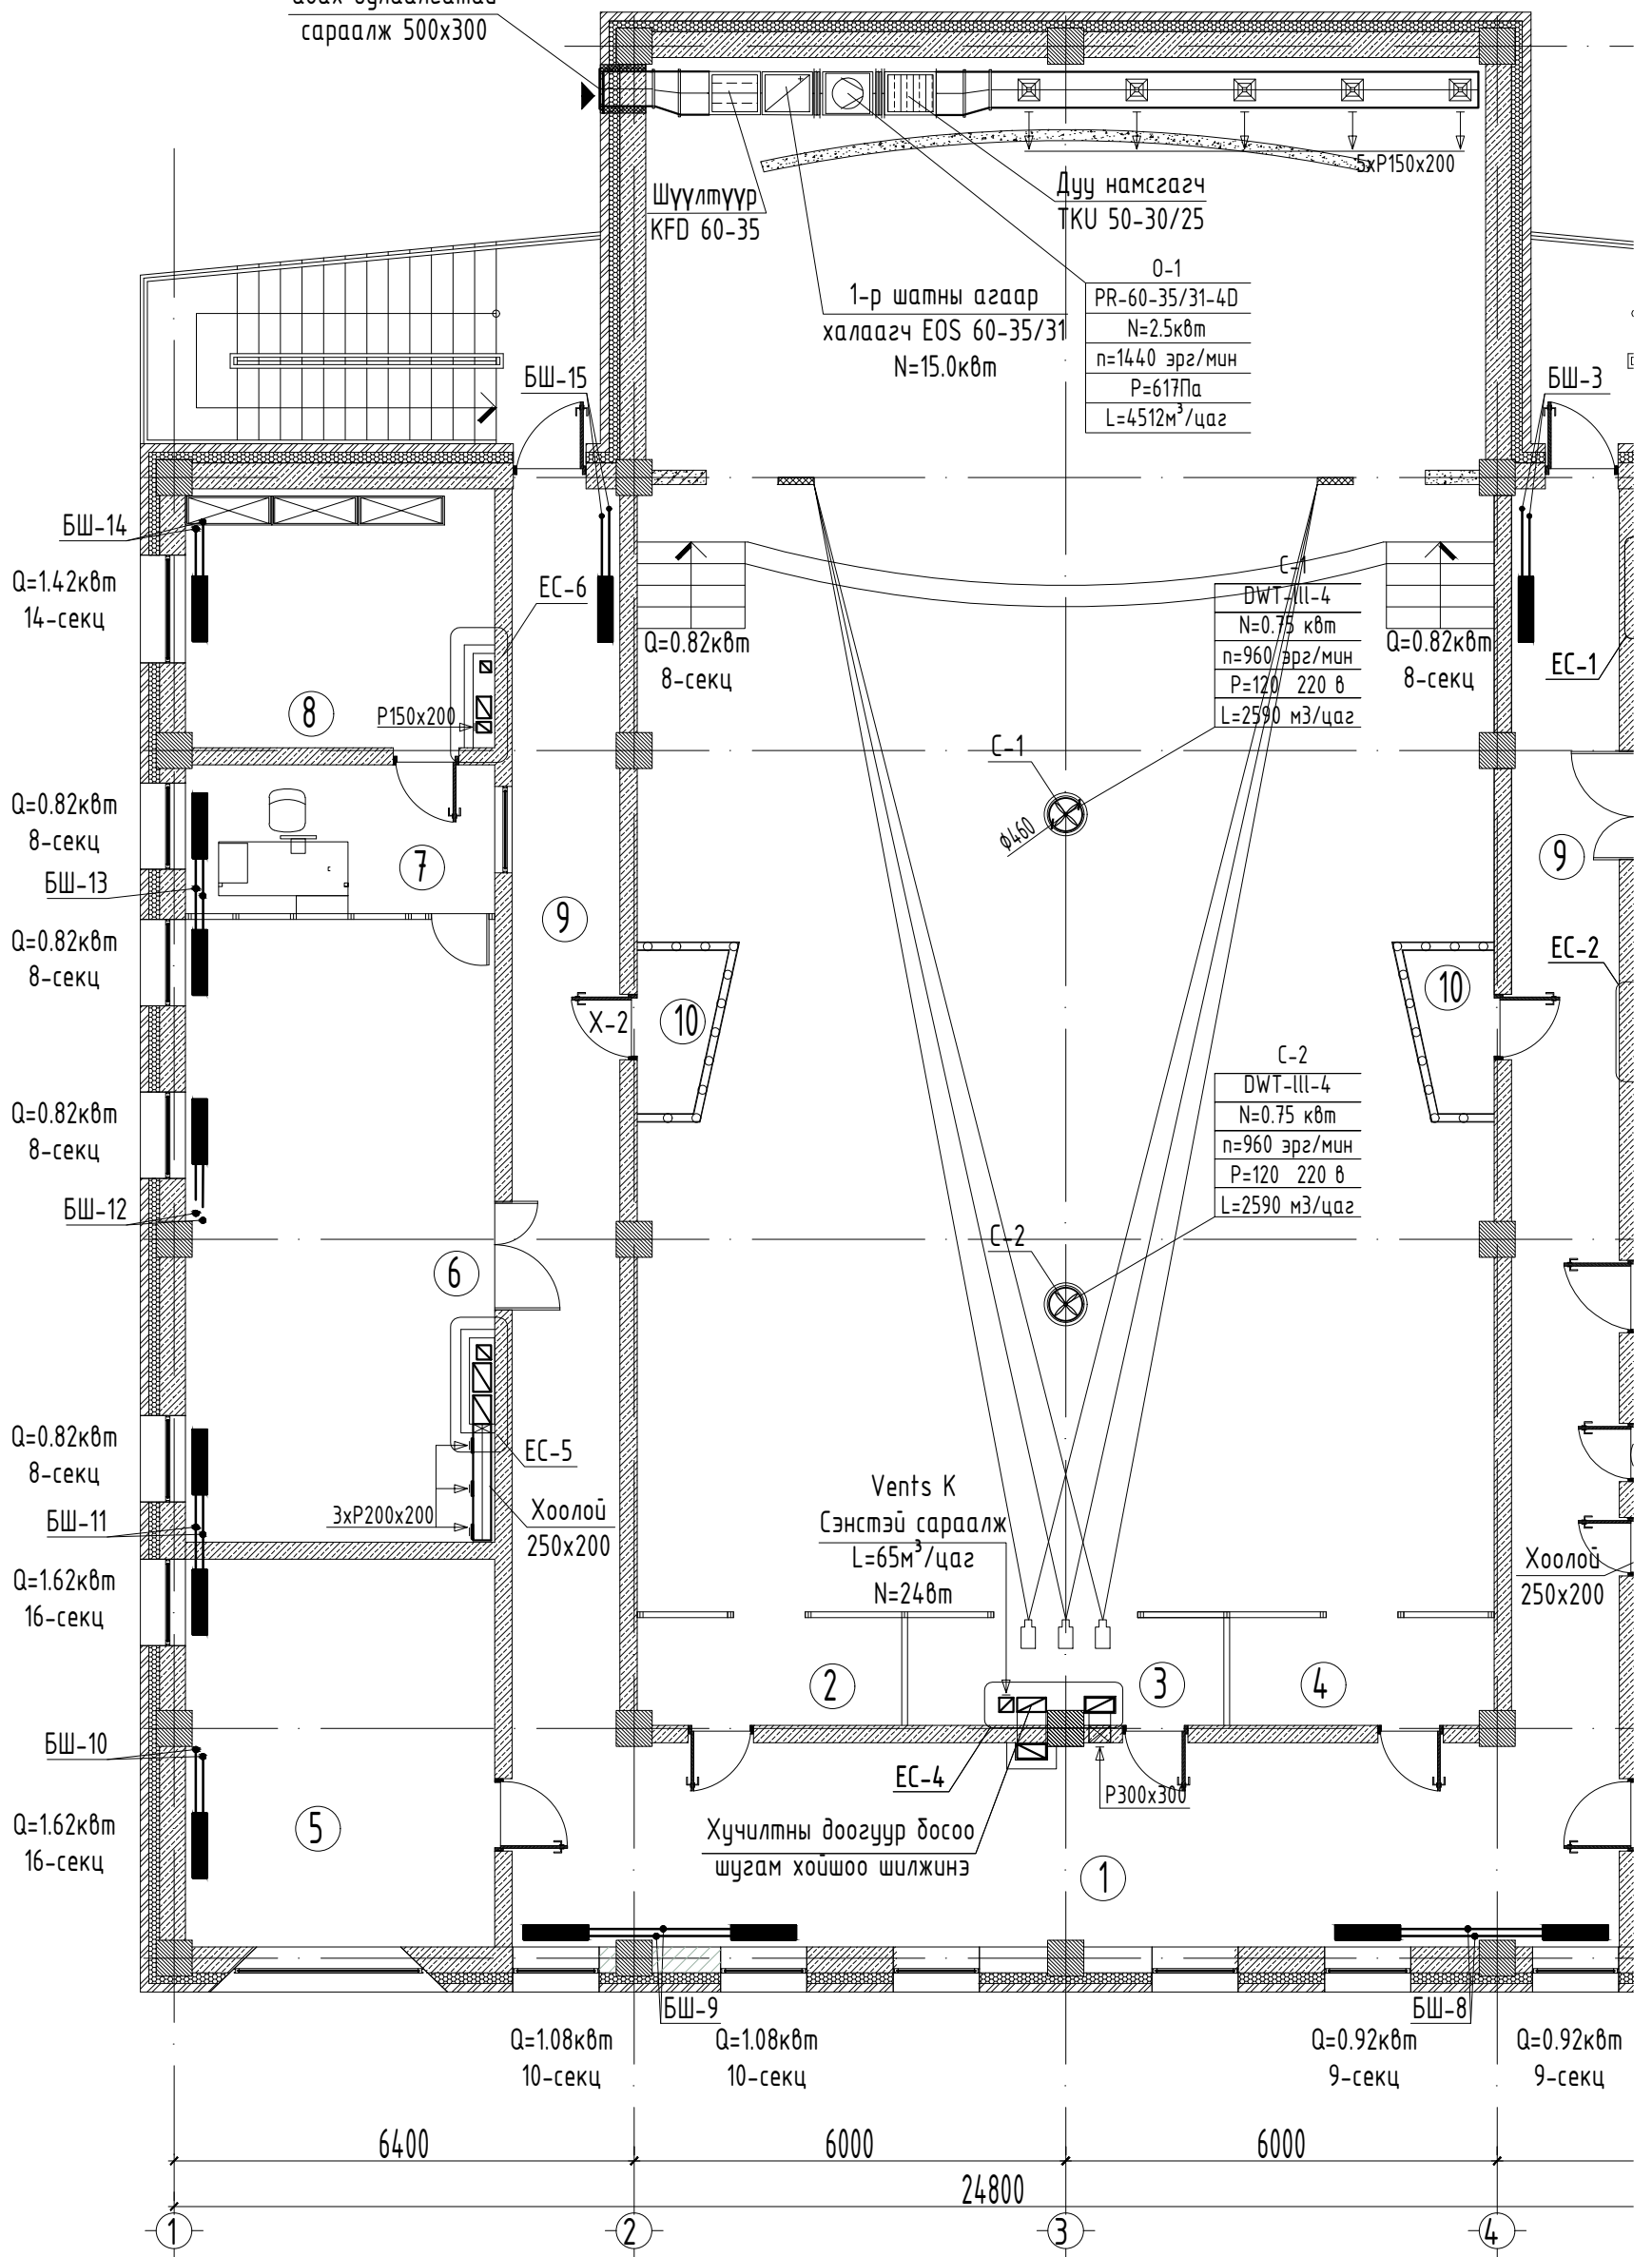 сараалж 500x300
5xP150x200
Шүүлтүүр
KFD 60-35
Дуу намсгагч
TKU 50-30/25
1-р шатны агаар
халаагч EOS 60-35/31
N=15.0квт
О-1
PR-60-35/31-4D
N=2.5квт
n=1440 эрг/мин
P=617Па
L=4512м³/цаг
БШ-15
БШ-3
БШ-14
Q=1.42квт
14-секц
ЕС-6
8
P150x200
Q=0.82квт
8-секц
С-1
DWT-lll-4
N=0.75 квт
n=960 эрг/мин
P=120 220 в
L=2590 м3/цаг
Q=0.82квт
8-секц
ЕС-1
С-1
ф460
Q=0.82квт
8-секц
БШ-13
7
9
9
Q=0.82квт
8-секц
ЕС-2
10
10
Х-2
Q=0.82квт
8-секц
БШ-12
С-2
DWT-lll-4
N=0.75 квт
n=960 эрг/мин
P=120 220 в
L=2590 м3/цаг
С-2
6
Q=0.82квт
8-секц
БШ-11
ЕС-5
3xP200x200
Хоолой
250x200
Vents K
Сэнстэй сараалж
L=65м³/цаг
N=24вт
Хоолой
250x200
Q=1.62квт
16-секц
2
3
4
БШ-10
ЕС-4
P300x300
Q=1.62квт
16-секц
5
Хучилтны доогуур босоо
шугам хойшоо шилжинэ
1
БШ-9
БШ-8
Q=1.08квт
10-секц
Q=1.08квт
10-секц
Q=0.92квт
9-секц
Q=0.92квт
9-секц
6400
6000
6000
24800
1
2
3
4